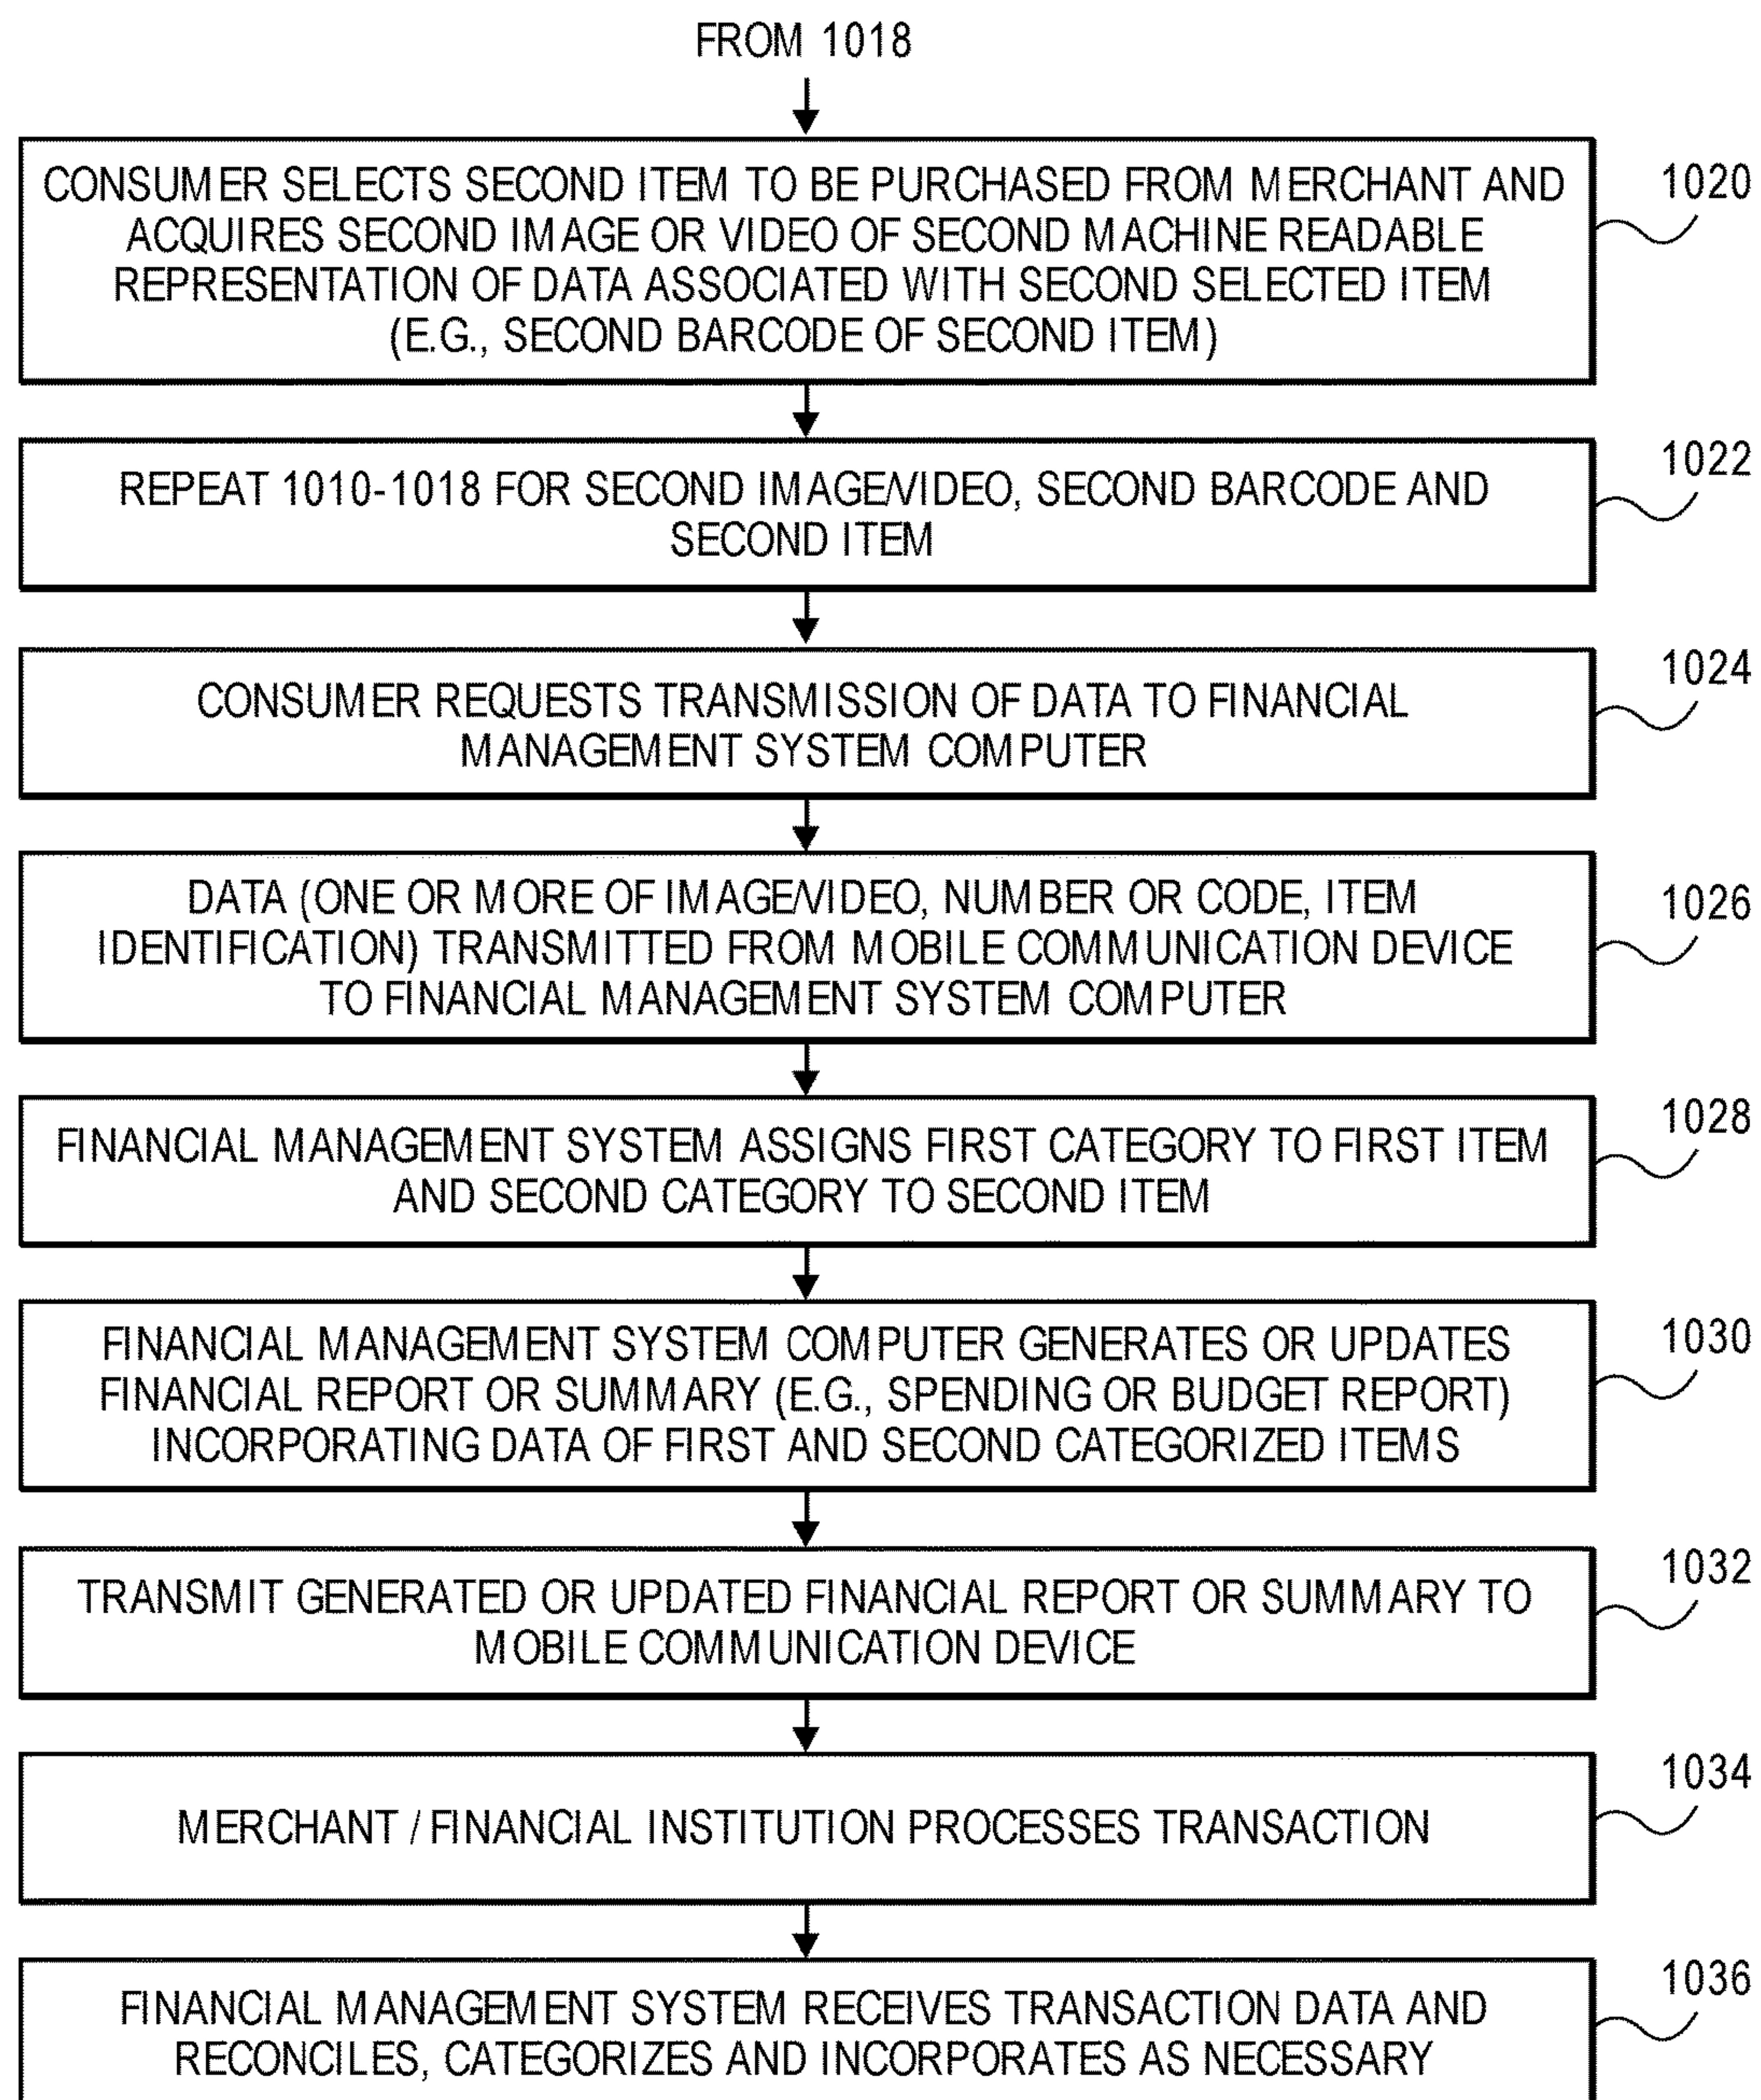 FROM 1018
CONSUMER SELECTS SECOND ITEM TO BE PURCHASED FROM MERCHANT AND
ACQUIRES SECOND IMAGE OR VIDEO OF SECOND MACHINE READABLE
REPRESENTATION OF DATA ASSOCIATED WITH SECOND SELECTED ITEM
(E.G., SECOND BARCODE OF SECOND ITEM)
1020
REPEAT 1010-1018 FOR SECOND IMAGE/VIDEO, SECOND BARCODE AND
SECOND ITEM
1022
CONSUMER REQUESTS TRANSMISSION OF DATA TO FINANCIAL
MANAGEMENT SYSTEM COMPUTER
1024
DATA (ONE OR MORE OF IMAGE/VIDEO, NUMBER OR CODE, ITEM
IDENTIFICATION) TRANSMITTED FROM MOBILE COMMUNICATION DEVICE
TO FINANCIAL MANAGEMENT SYSTEM COMPUTER
1026
FINANCIAL MANAGEMENT SYSTEM ASSIGNS FIRST CATEGORY TO FIRST ITEM
AND SECOND CATEGORY TO SECOND ITEM
1028
FINANCIAL MANAGEMENT SYSTEM COMPUTER GENERATES OR UPDATES
FINANCIAL REPORT OR SUMMARY (E.G., SPENDING OR BUDGET REPORT)
INCORPORATING DATA OF FIRST AND SECOND CATEGORIZED ITEMS
1030
TRANSMIT GENERATED OR UPDATED FINANCIAL REPORT OR SUMMARY TO
MOBILE COMMUNICATION DEVICE
1032
MERCHANT / FINANCIAL INSTITUTION PROCESSES TRANSACTION
1034
FINANCIAL MANAGEMENT SYSTEM RECEIVES TRANSACTION DATA AND
RECONCILES, CATEGORIZES AND INCORPORATES AS NECESSARY
1036